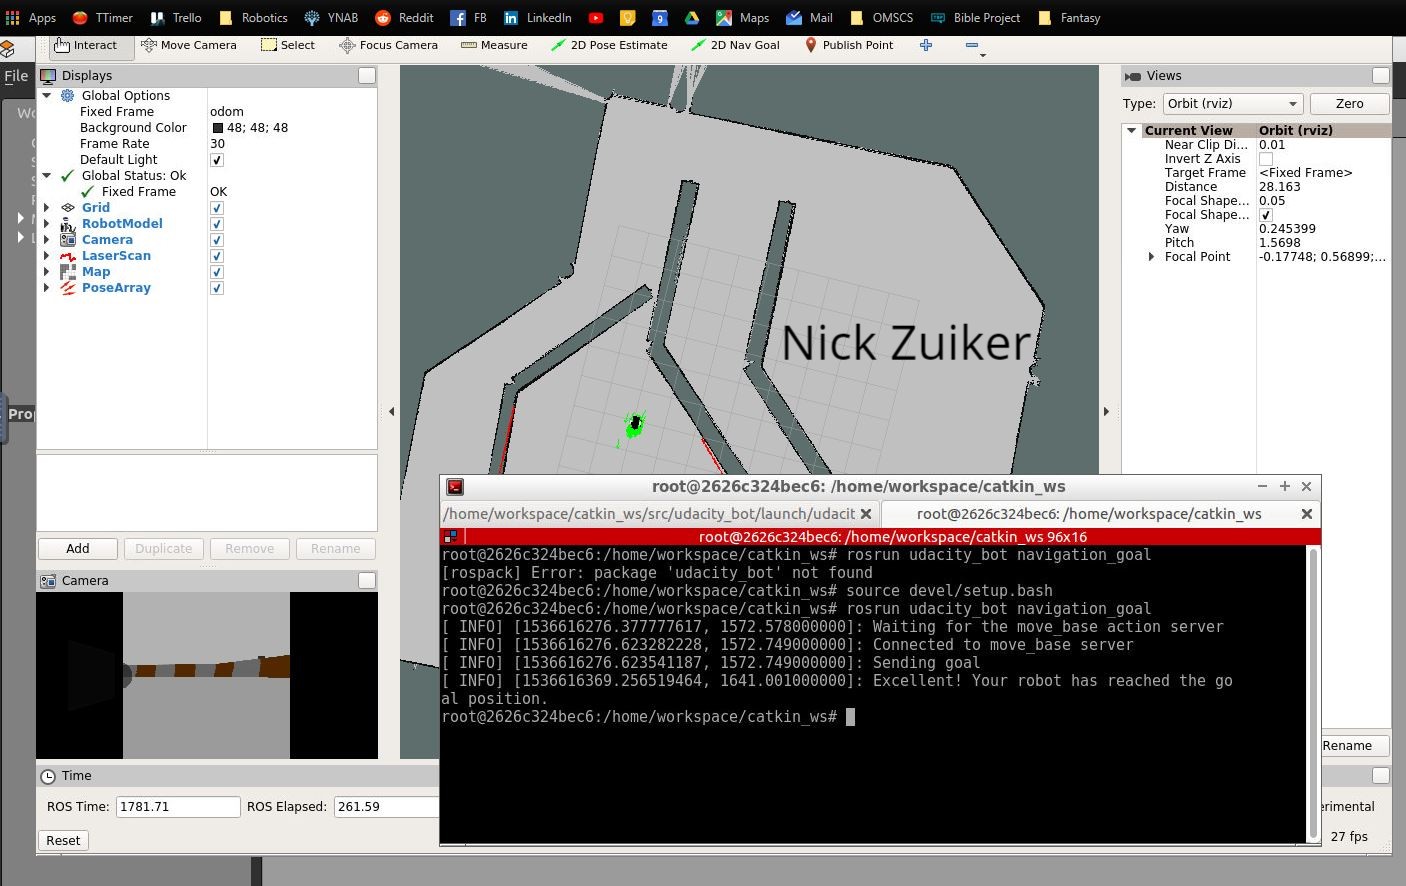 Apps TTimer Trello Robotics YNAB Reddit FB LinkedIn Maps Mail OMSCS Bible Project Fantasy
File
Interact Move Camera Select Focus Camera Measure 2D Pose Estimate 2D Nav Goal Publish Point
Displays
Global Options
Fixed Frame odom
Background Color 48; 48; 48
Frame Rate 30
Default Light
Global Status: Ok
Fixed Frame OK
Grid
RobotModel
Camera
LaserScan
Map
PoseArray
Add Duplicate Remove Rename
Camera
Nick Zuiker
Views
Type: Orbit (rviz) Zero
Current View Orbit (rviz)
Near Clip Di... 0.01
Invert Z Axis
Target Frame <Fixed Frame>
Distance 28.163
Focal Shape... 0.05
Focal Shape...
Yaw 0.245399
Pitch 1.5698
Focal Point -0.17748; 0.56899;...
Rename
root@2626c324bec6: /home/workspace/catkin_ws
/home/workspace/catkin_ws/src/udacity_bot/launch/udacit root@2626c324bec6: /home/workspace/catkin_ws
root@2626c324bec6: /home/workspace/catkin_ws 96x16
root@2626c324bec6:/home/workspace/catkin_ws# rosrun udacity_bot navigation_goal
[rospack] Error: package 'udacity_bot' not found
root@2626c324bec6:/home/workspace/catkin_ws# source devel/setup.bash
root@2626c324bec6:/home/workspace/catkin_ws# rosrun udacity_bot navigation_goal
[ INFO] [1536616276.377777617, 1572.578000000]: Waiting for the move_base action server
[ INFO] [1536616276.623282228, 1572.749000000]: Connected to move_base server
[ INFO] [1536616276.623541187, 1572.749000000]: Sending goal
[ INFO] [1536616369.256519464, 1641.001000000]: Excellent! Your robot has reached the go
al position.
root@2626c324bec6:/home/workspace/catkin_ws#
Time
ROS Time: 1781.71 ROS Elapsed: 261.59
Reset
27 fps